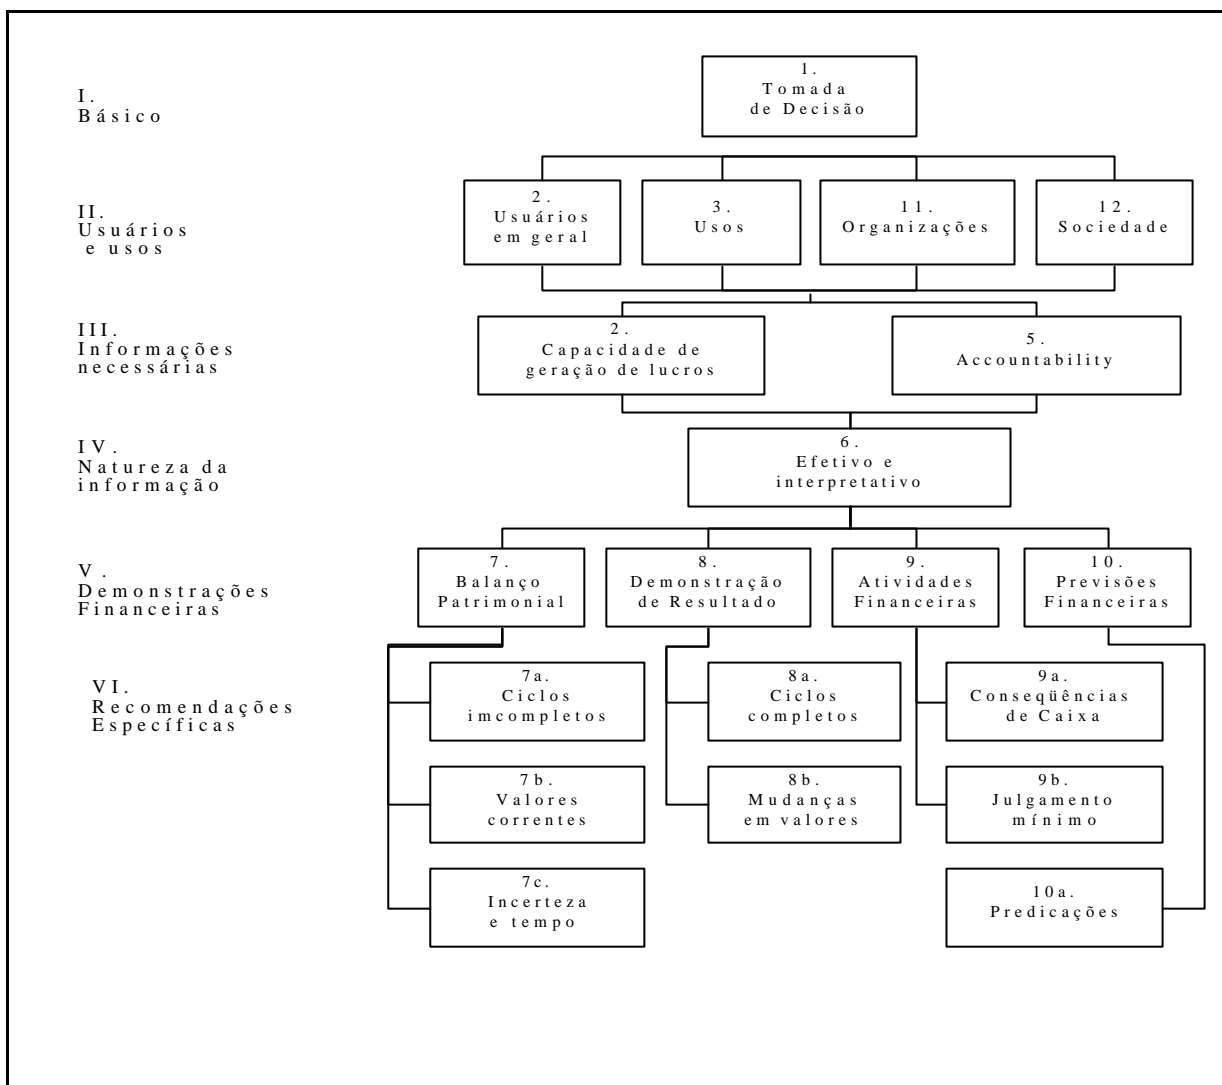 I.
Básico
1.
Tomada
de Decisão
II.
Usuários
e usos
2.
Usuários
em geral
3.
Usos
11.
Organizações
12.
Sociedade
III.
Informações
necessárias
2.
Capacidade de
geração de lucros
5.
Accountability
IV.
Natureza da
informação
6.
Efetivo e
interpretativo
V.
Demonstrações
Financeiras
7.
Balanço
Patrimonial
8.
Demonstração
de Resultado
9.
Atividades
Financeiras
10.
Previsões
Financeiras
VI.
Recomendações
Específicas
7a.
Ciclos
imcompletos
8a.
Ciclos
completos
9a.
Conseqüências
de Caixa
7b.
Valores
correntes
8b.
Mudanças
em valores
9b.
Julgamento
mínimo
7c.
Incerteza
e tempo
10a.
Predicações